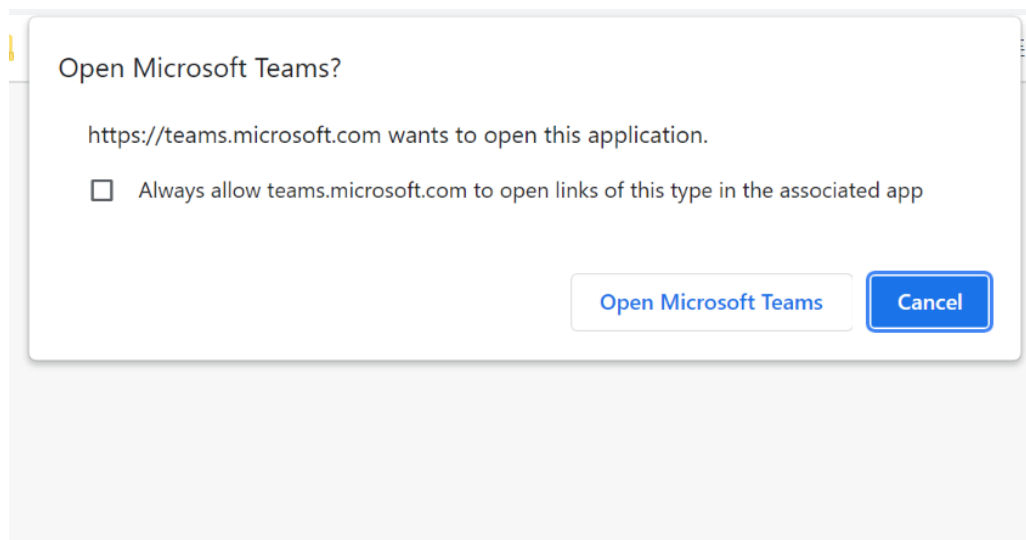 Open Microsoft Teams?
https://teams.microsoft.com wants to open this application.
Always allow teams.microsoft.com to open links of this type in the associated app
Open Microsoft Teams
Cancel